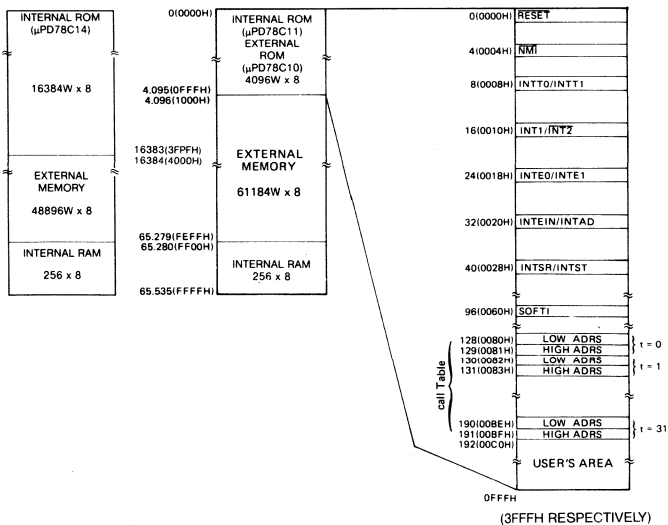 INTERNAL ROM
(μPD78C14)
16384W x 8
EXTERNAL
MEMORY
48896W x 8
INTERNAL RAM
256 x 8
0(0000H)
4.095(0FFFH)
4.096(1000H)
16383(3FPFH)
16384(4000H)
65.279(FEFFH)
65.280(FF00H)
65.535(FFFFH)
INTERNAL ROM
(μPD78C11)
EXTERNAL
ROM
(μPD78C10)
4096W x 8
EXTERNAL
MEMORY
61184W x 8
INTERNAL RAM
256 x 8
0(0000H) RESET
4(0004H) NMI
8(0008H) INTT0/INTT1
16(0010H) INT1/INT2
24(0018H) INTE0/INTE1
32(0020H) INTEIN/INTAD
40(0028H) INTSR/INTST
96(0060H) SOFTI
call Table
128(0080H) LOW ADRS
129(0081H) HIGH ADRS
t = 0
130(0082H) LOW ADRS
131(0083H) HIGH ADRS
t = 1
190(00BEH) LOW ADRS
191(00BFH) HIGH ADRS
t = 31
192(00C0H)
USER'S AREA
0FFFH
(3FFFH RESPECTIVELY)